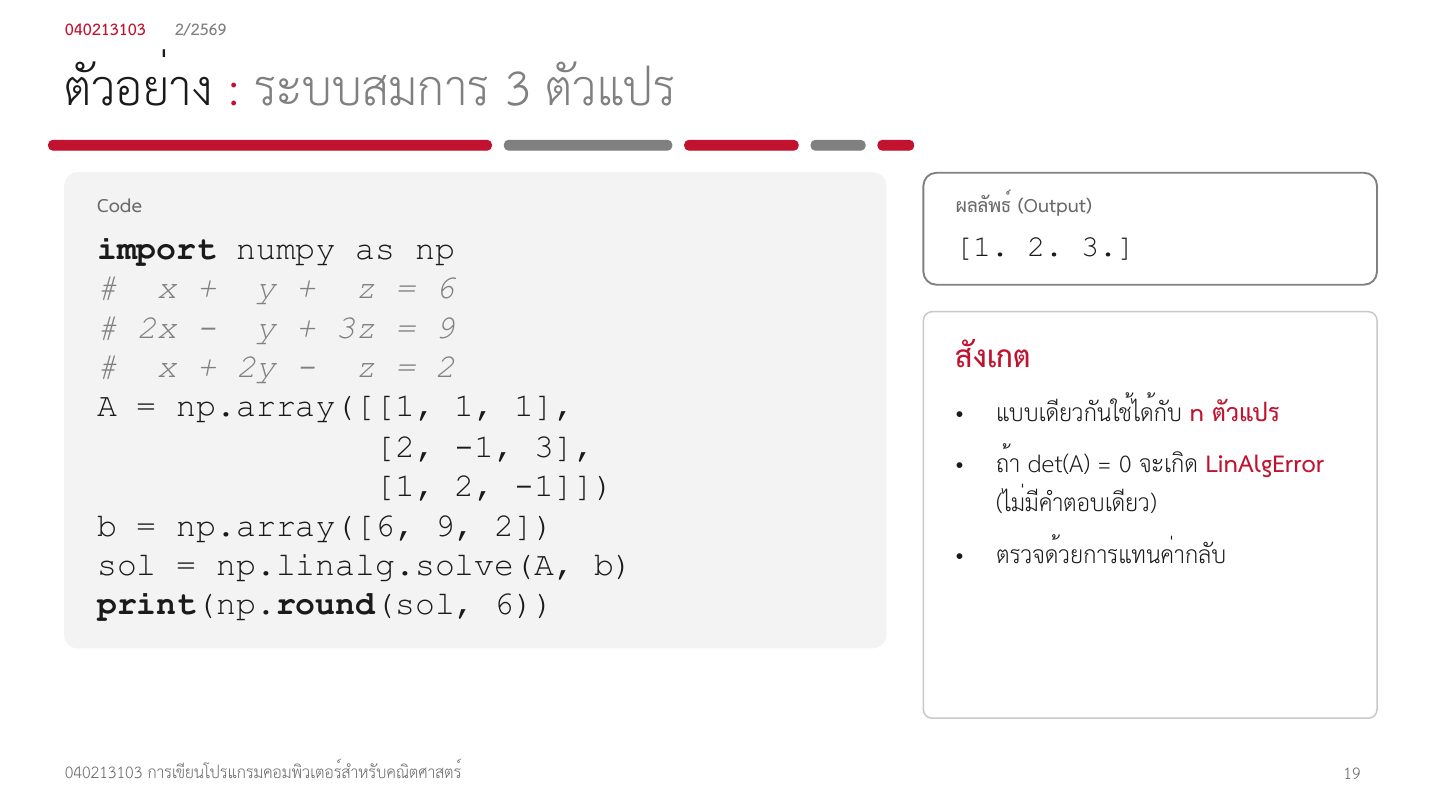 040213103 2/2569
ตัวอย่าง : ระบบสมการ 3 ตัวแปร
Code
import numpy as np
#  x +  y +  z = 6
# 2x -  y + 3z = 9
#  x + 2y -  z = 2
A = np.array([[1, 1, 1],
              [2, -1, 3],
              [1, 2, -1]])
b = np.array([6, 9, 2])
sol = np.linalg.solve(A, b)
print(np.round(sol, 6))
ผลลัพธ์ (Output)
[1. 2. 3.]
สังเกต
• แบบเดียวกันใช้ได้กับ n ตัวแปร
• ถ้า det(A) = 0 จะเกิด LinAlgError
(ไม่มีคำตอบเดียว)
• ตรวจด้วยการแทนค่ากลับ
040213103 การเขียนโปรแกรมคอมพิวเตอร์สำหรับคณิตศาสตร์
19